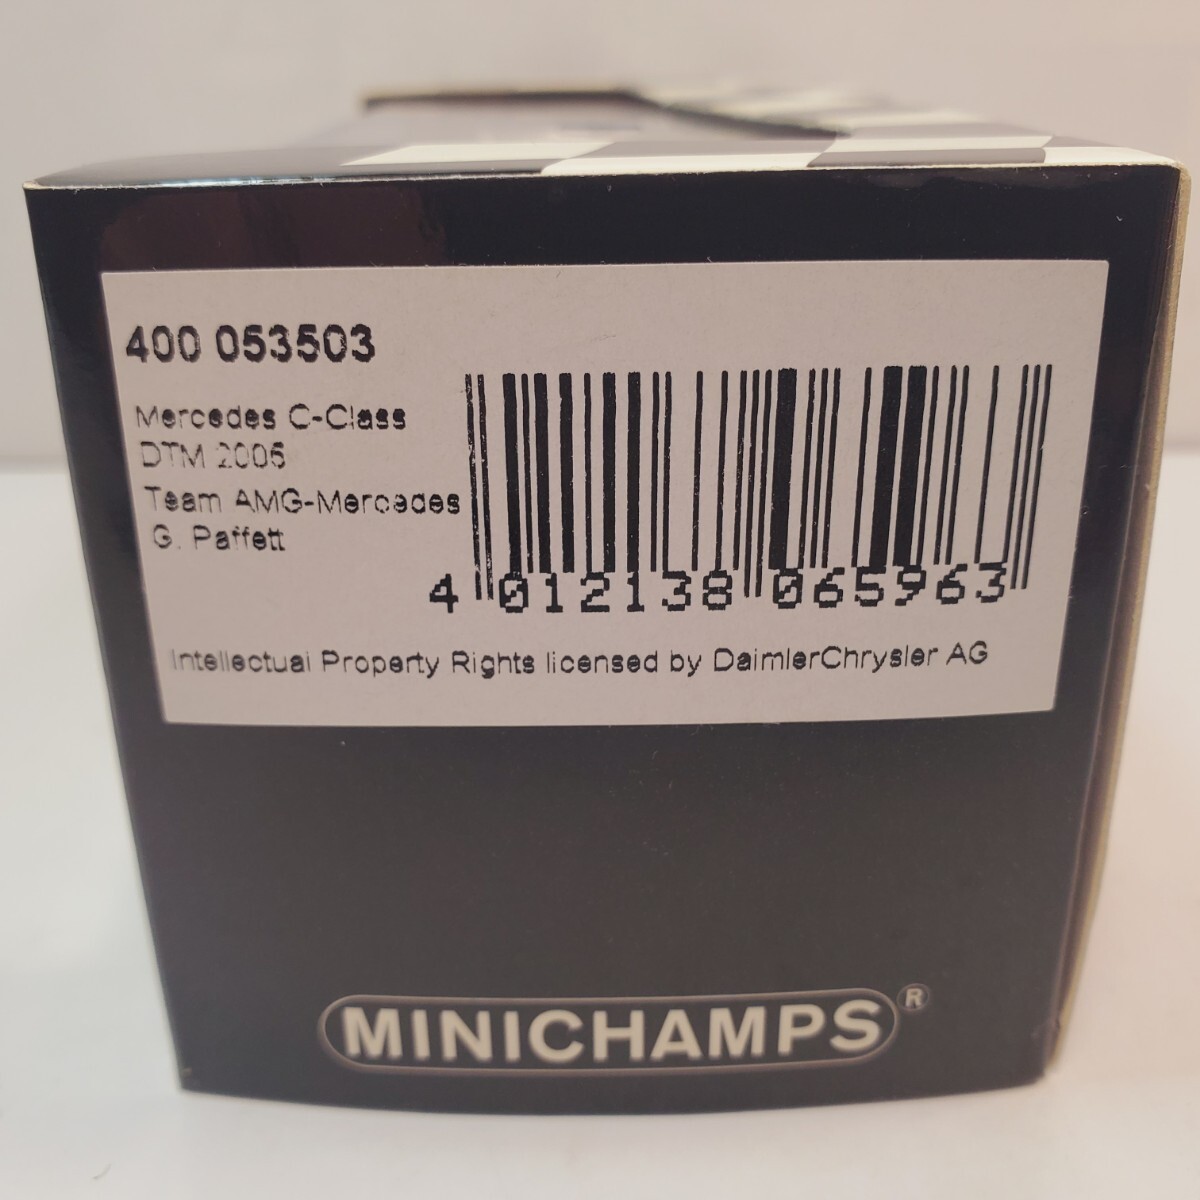 400 053503
Mercedes C-Class
DTM 2005
Team AMG-Mercedes
G. Paffett
4 012138 065963
Intellectual Property Rights licensed by DaimlerChrysler AG
MINICHAMPS®